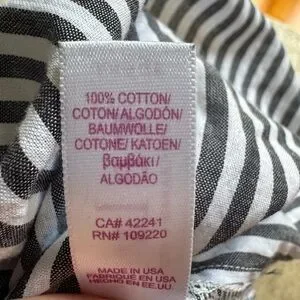 100% COTTON/
COTON/ALGODÓN/
BAUMWOLLE/
COTONE/KATOEN/
βαμβάκι/
ALGODÃO
CA# 42241
RN# 109220
MADE IN USA
FABRIQUÉ EN USA
HECHO EN EE.UU